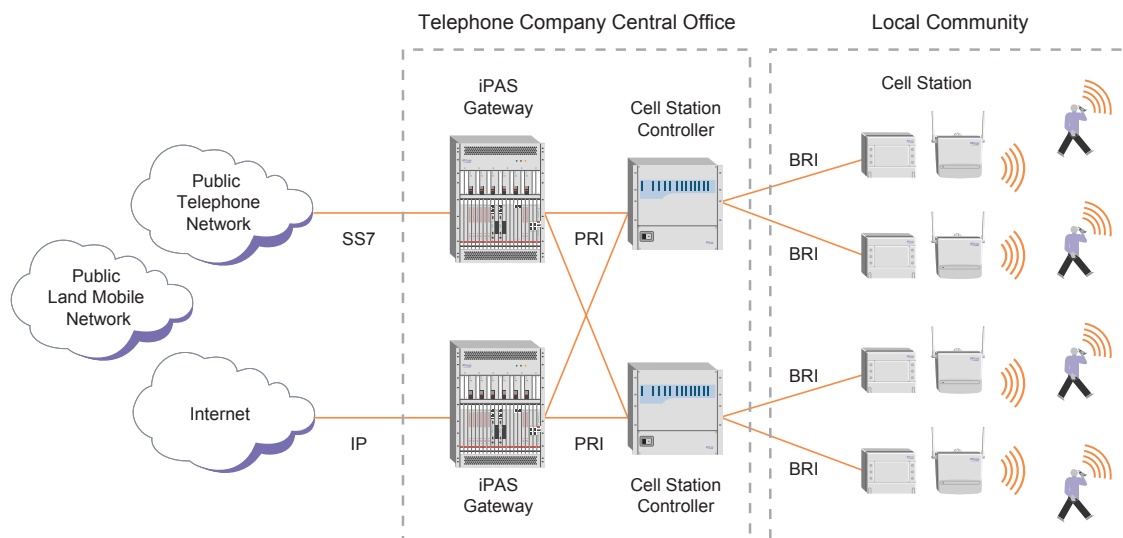 Telephone Company Central Office
Local Community
iPAS
Gateway
Cell Station
Controller
Cell Station
Public
Telephone
Network
SS7
PRI
BRI
BRI
Public
Land Mobile
Network
Internet
IP
PRI
BRI
BRI
iPAS
Gateway
Cell Station
Controller